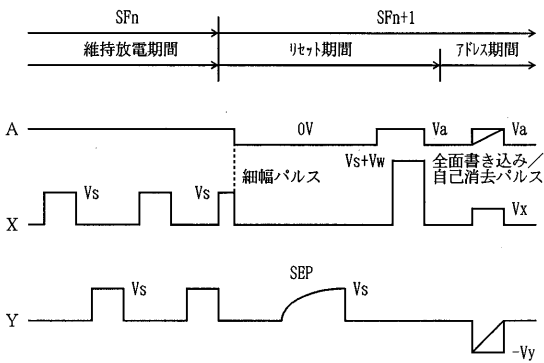 SFn
SFn+1
維持放電期間
リセット期間
アドレス期間
A
0V
Va
Va
Vs+Vw
全面書き込み／
自己消去パルス
細幅パルス
X
Vs
Vs
Vx
SEP
Y
Vs
Vs
-Vy